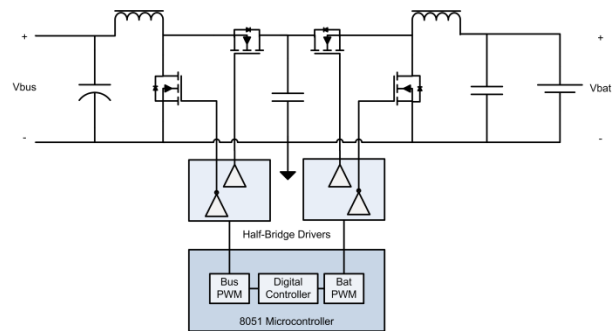 +
+
Vbus
Vbat
-
-
Half-Bridge Drivers
Bus
PWM
Digital
Controller
Bat
PWM
8051 Microcontroller